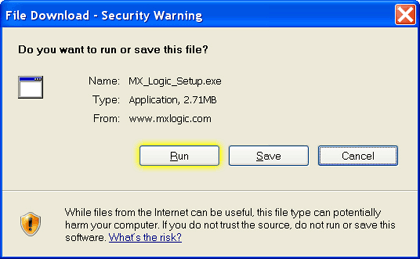 File Download - Security Warning
Do you want to run or save this file?
Name: MX_Logic_Setup.exe
Type: Application, 2.71MB
From: www.mxlogic.com
Run Save Cancel
While files from the Internet can be useful, this file type can potentially
harm your computer. If you do not trust the source, do not run or save this
software. What's the risk?